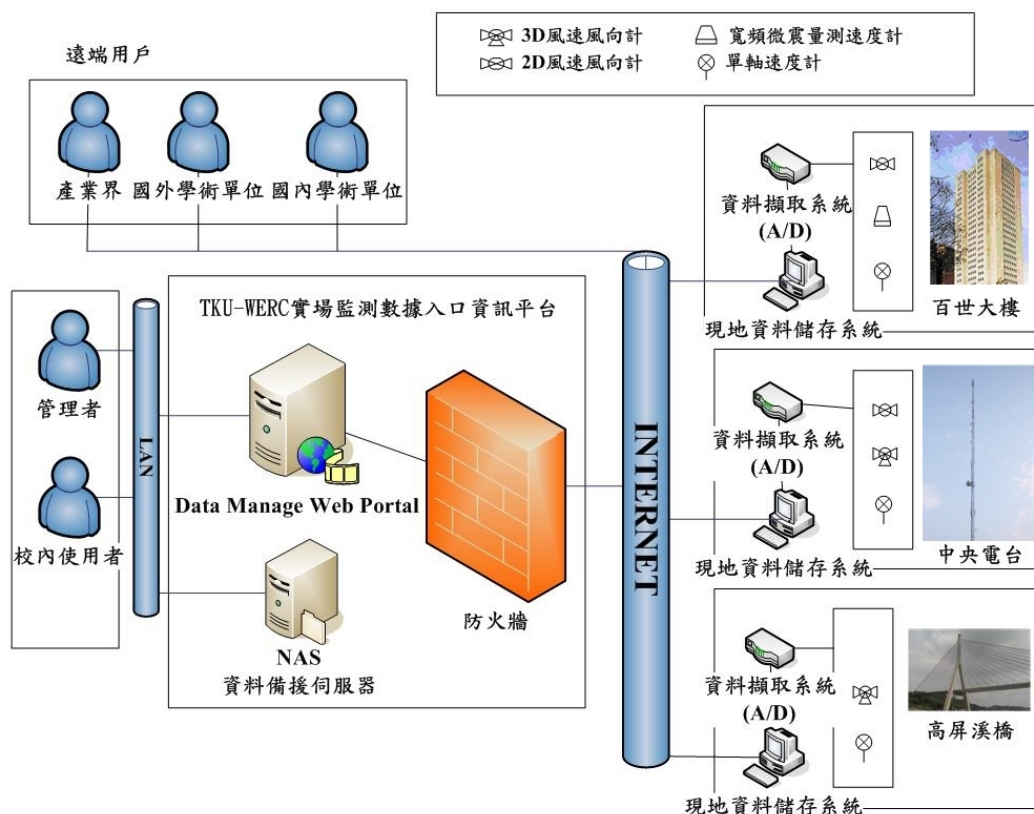 遠端用戶
產業界
國外學術單位
國內學術單位
3D風速風向計
寬頻微震量測速度計
2D風速風向計
單軸速度計
管理者
校內使用者
LAN
TKU-WERC實場監測數據入口資訊平台
Data Manage Web Portal
NAS
資料備援伺服器
防火牆
INTERNET
資料擷取系統
(A/D)
現地資料儲存系統
百世大樓
資料擷取系統
(A/D)
現地資料儲存系統
中央電台
資料擷取系統
(A/D)
現地資料儲存系統
高屏溪橋